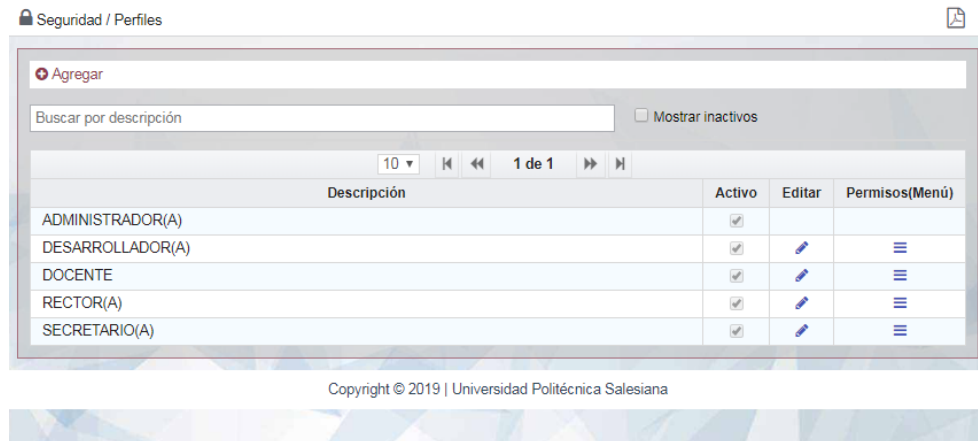 Seguridad / Perfiles
Agregar
Buscar por descripción
Mostrar inactivos
10 1 de 1
Descripción Activo Editar Permisos(Menú)
ADMINISTRADOR(A)
DESARROLLADOR(A)
DOCENTE
RECTOR(A)
SECRETARIO(A)
Copyright © 2019 | Universidad Politécnica Salesiana